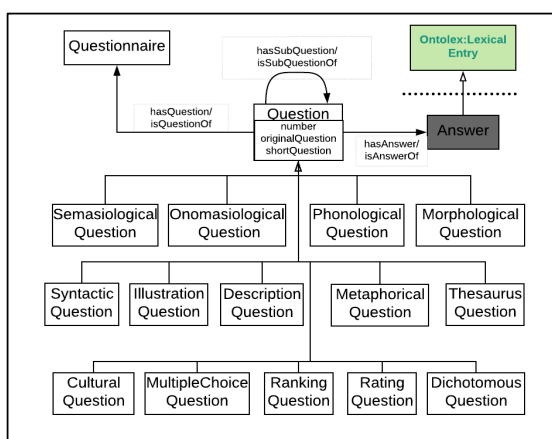 Questionnaire
hasSubQuestion/
isSubQuestionOf
Ontolex:Lexical
Entry
hasQuestion/
isQuestionOf
Question
number
originalQuestion
shortQuestion
hasAnswer/
isAnswerOf
Answer
Semasiological
Question
Onomasiological
Question
Phonological
Question
Morphological
Question
Syntactic
Question
Illustration
Question
Description
Question
Metaphorical
Question
Thesaurus
Question
Cultural
Question
MultipleChoice
Question
Ranking
Question
Rating
Question
Dichotomous
Question